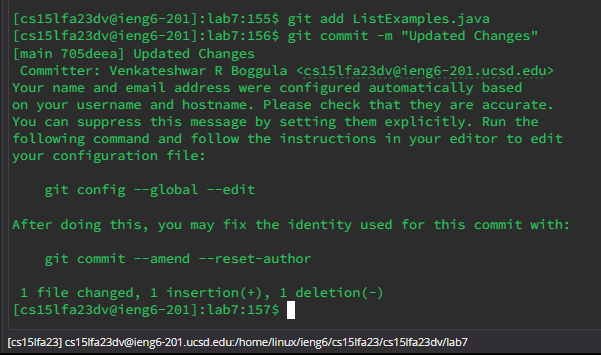 [cs15lfa23dv@ieng6-201]:lab7:155$ git add ListExamples.java
[cs15lfa23dv@ieng6-201]:lab7:156$ git commit -m "Updated Changes"
[main 705deea] Updated Changes
 Committer: Venkateshwar R Boggula <cs15lfa23dv@ieng6-201.ucsd.edu>
Your name and email address were configured automatically based
on your username and hostname. Please check that they are accurate.
You can suppress this message by setting them explicitly. Run the
following command and follow the instructions in your editor to edit
your configuration file:

    git config --global --edit

After doing this, you may fix the identity used for this commit with:

    git commit --amend --reset-author

 1 file changed, 1 insertion(+), 1 deletion(-)
[cs15lfa23dv@ieng6-201]:lab7:157$
[cs15lfa23] cs15lfa23dv@ieng6-201.ucsd.edu:/home/linux/ieng6/cs15lfa23/cs15lfa23dv/lab7